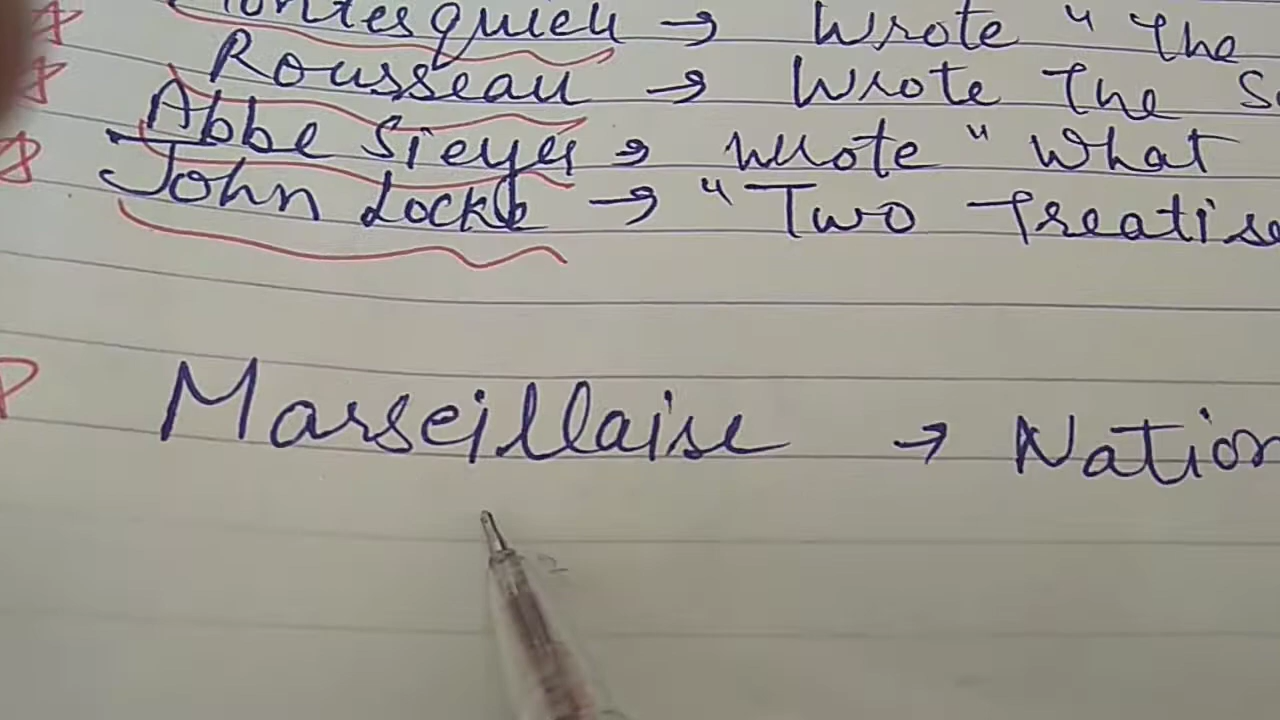 Montesquieu → Wrote "The
Rousseau → Wrote The
Abbe Sieyes → wrote "What
John Locke → "Two Treatise
Marseillaise → Nation